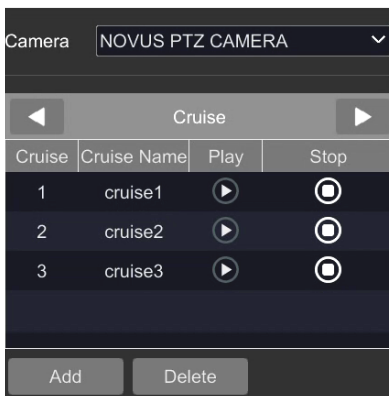 Camera NOVUS PTZ CAMERA
Cruise
Cruise Cruise Name Play Stop
1 cruise1
2 cruise2
3 cruise3
Add Delete